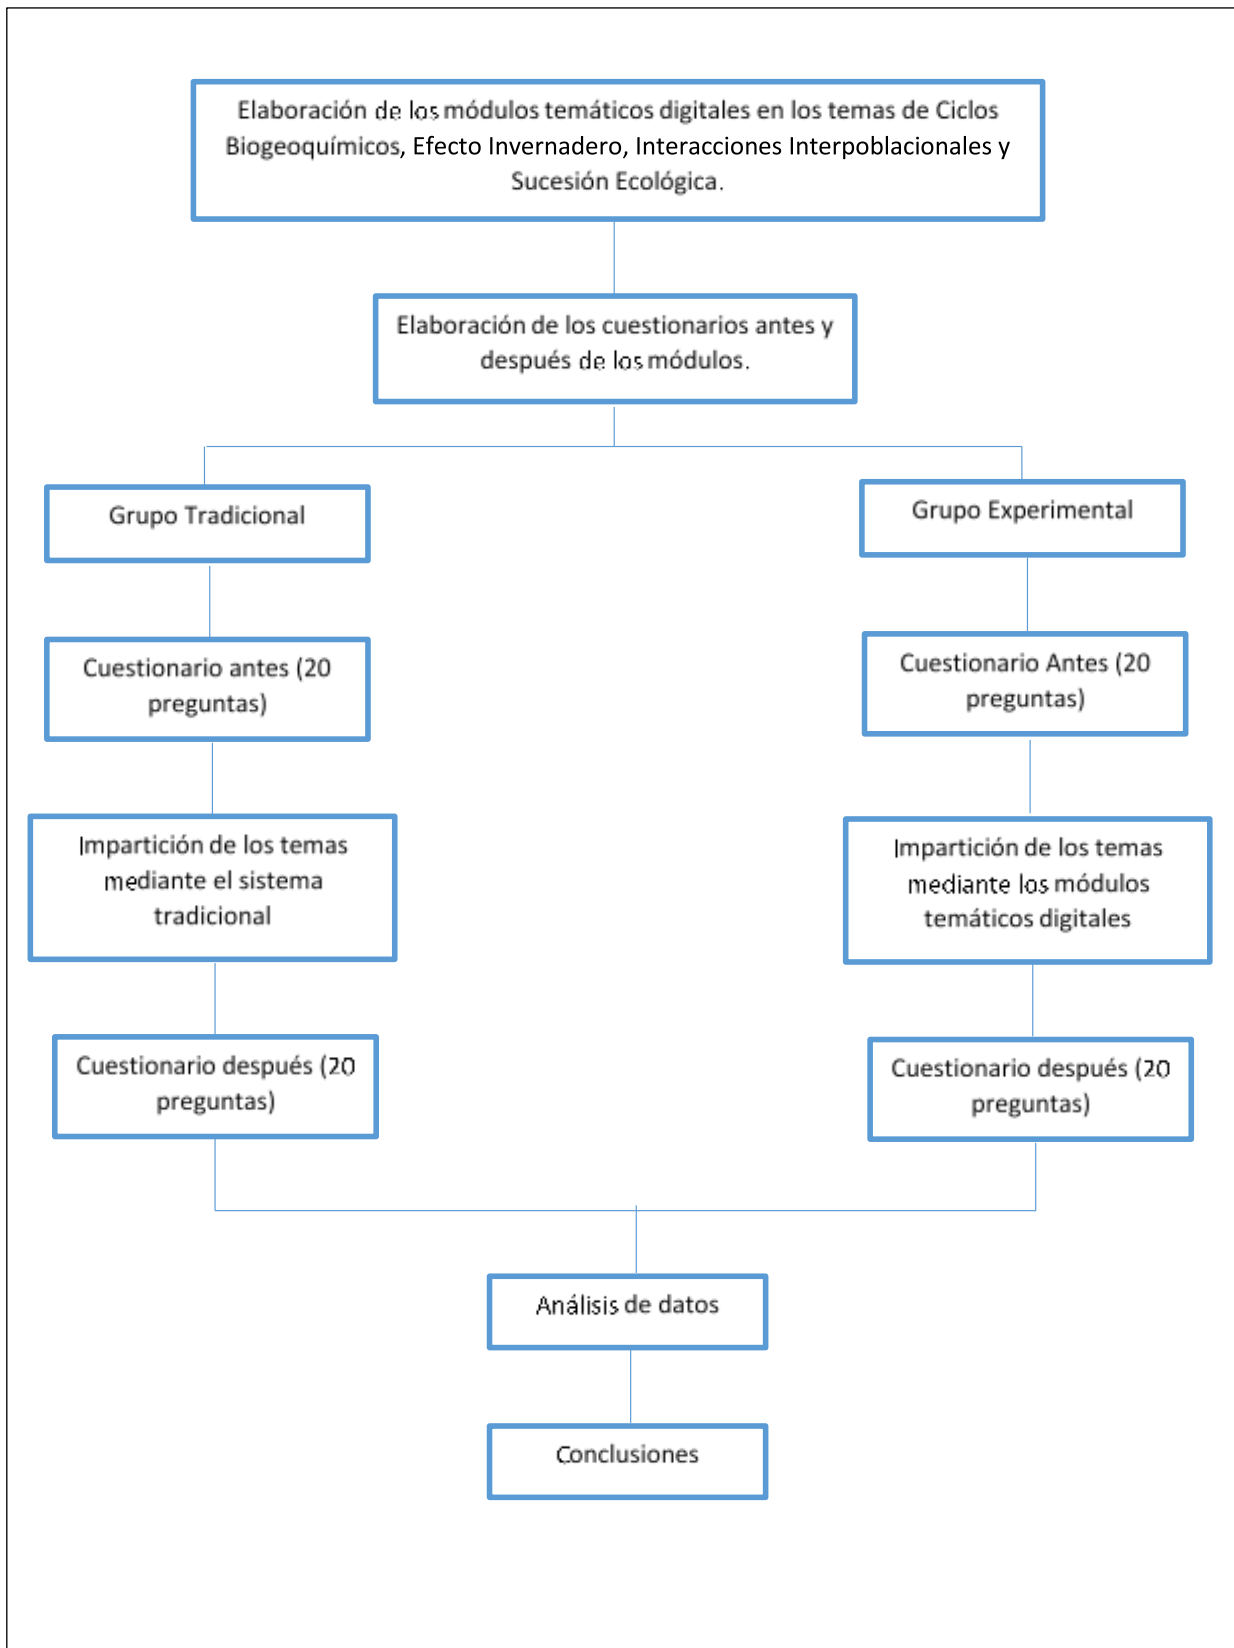 Elaboración de los módulos temáticos digitales en los temas de Ciclos
Biogeoquímicos, Efecto Invernadero, Interacciones Interpoblacionales y
Sucesión Ecológica.
Elaboración de los cuestionarios antes y
después de los módulos.
Grupo Tradicional
Grupo Experimental
Cuestionario antes (20
preguntas)
Cuestionario Antes (20
preguntas)
Impartición de los temas
mediante el sistema
tradicional
Impartición de los temas
mediante los módulos
temáticos digitales
Cuestionario después (20
preguntas)
Cuestionario después (20
preguntas)
Análisis de datos
Conclusiones